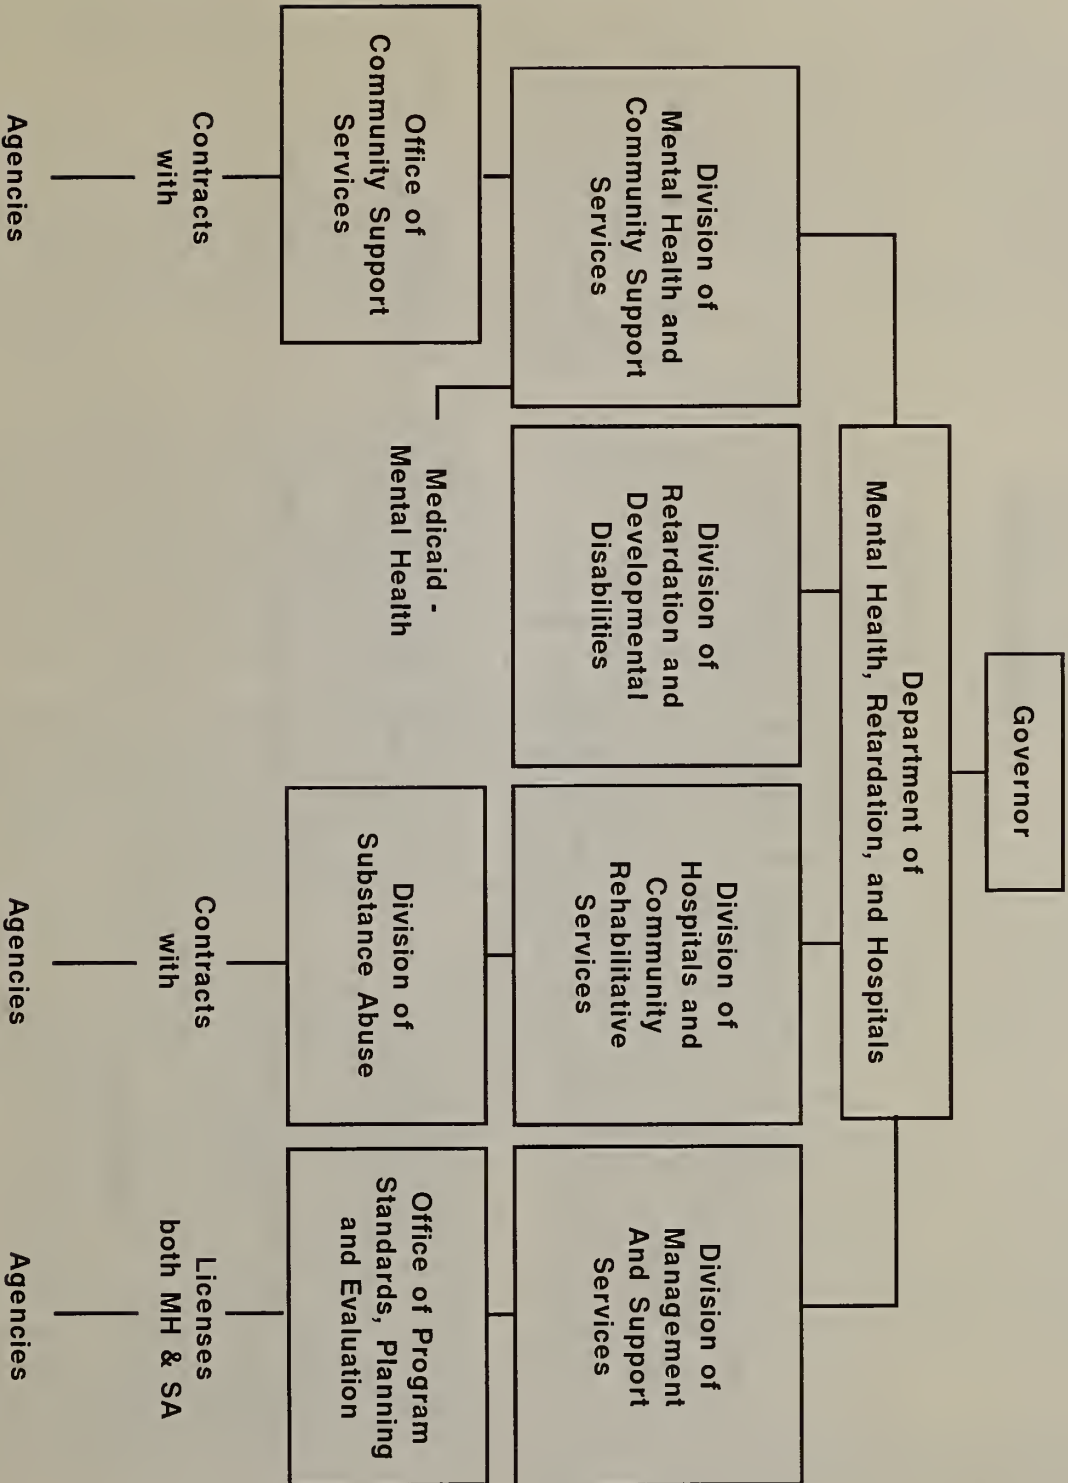 Governor
Department of
Mental Health, Retardation, and Hospitals
Division of
Mental Health and
Community Support
Services
Division of
Retardation and
Developmental
Disabilities
Division of
Hospitals and
Community
Rehabilitative
Services
Division of
Management
And Support
Services
Office of
Community Support
Services
Medicaid -
Mental Health
Division of
Substance Abuse
Office of Program
Standards, Planning
and Evaluation
Contracts
with
Agencies
Contracts
with
Agencies
Licenses
both MH & SA
Agencies